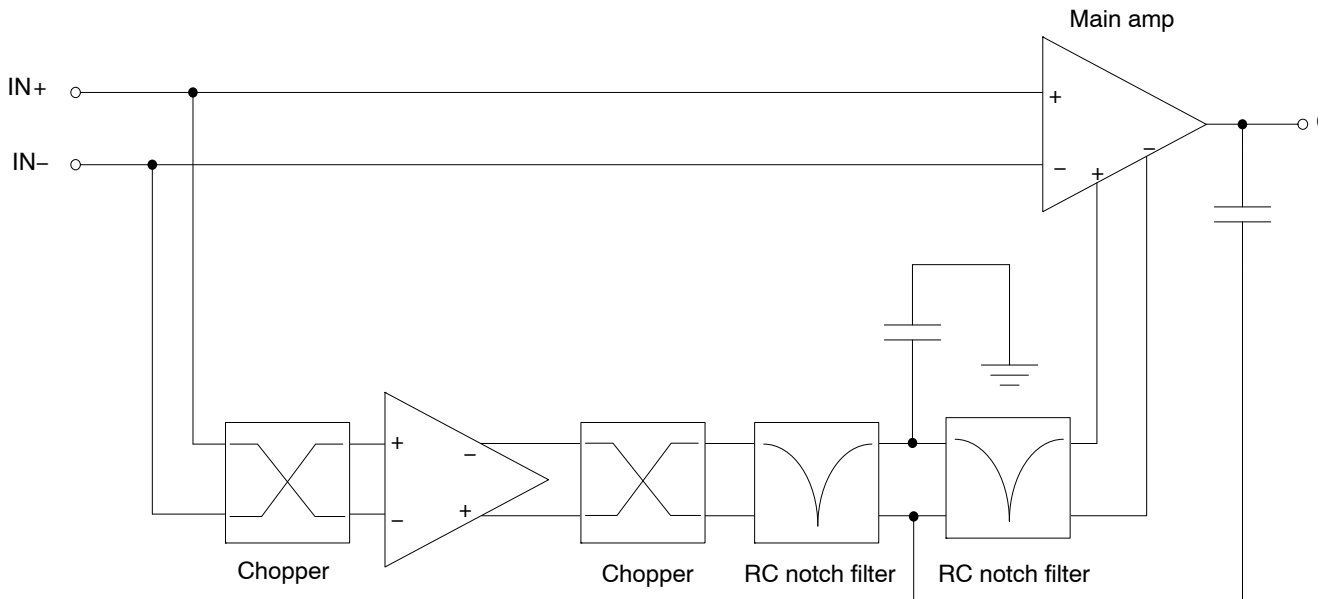 Main amp
IN+
+
IN−
−
+
−
+
−
−
+
Chopper
Chopper
RC notch filter
RC notch filter